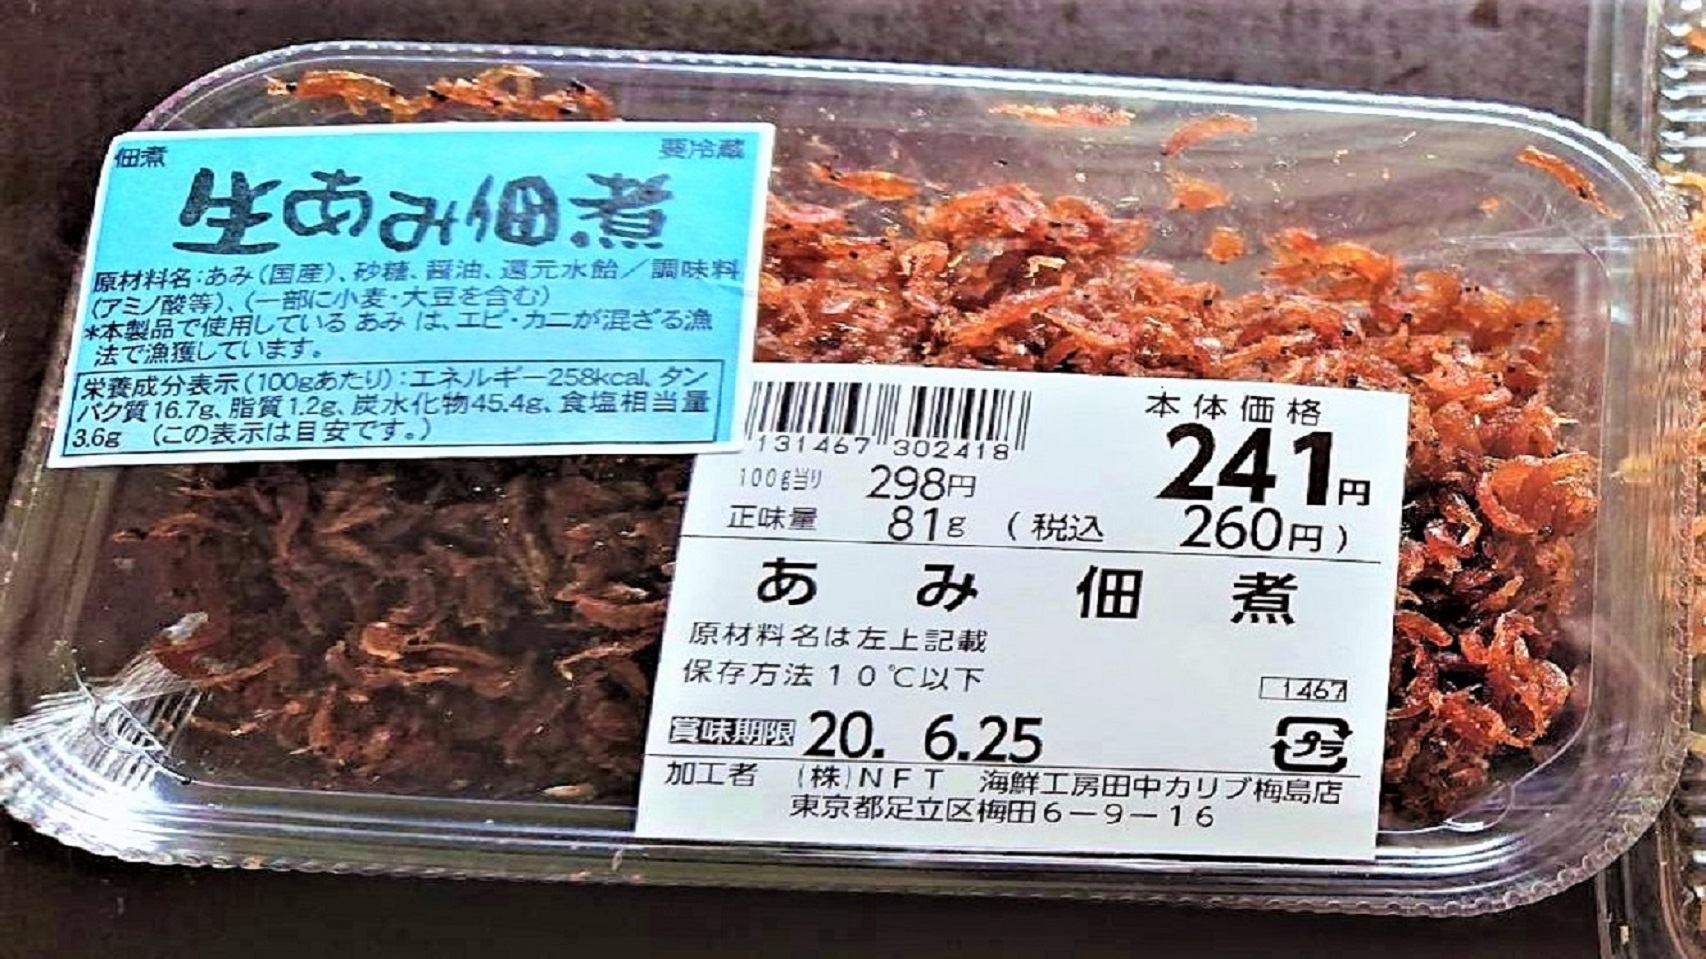 佃煮 要冷蔵
生あみ佃煮
原材料名:あみ(国産)、砂糖、醤油、還元水飴/調味料
(アミノ酸等)、(一部に小麦・大豆を含む)
*本製品で使用している あみ は、エビ・カニが混ざる漁
法で漁獲しています。
栄養成分表示(100gあたり):エネルギー258kcal、タン
パク質16.7g、脂質1.2g、炭水化物45.4g、食塩相当量
3.6g (この表示は目安です。)
131467 302418
本体価格
241円
100g当り 298円
正味量 81g (税込 260円)
あみ佃煮
原材料名は左上記載
保存方法10℃以下
1467
賞味期限 20. 6.25
プラ
加工者 (株)NFT 海鮮工房田中カリブ梅島店
東京都足立区梅田6-9-16